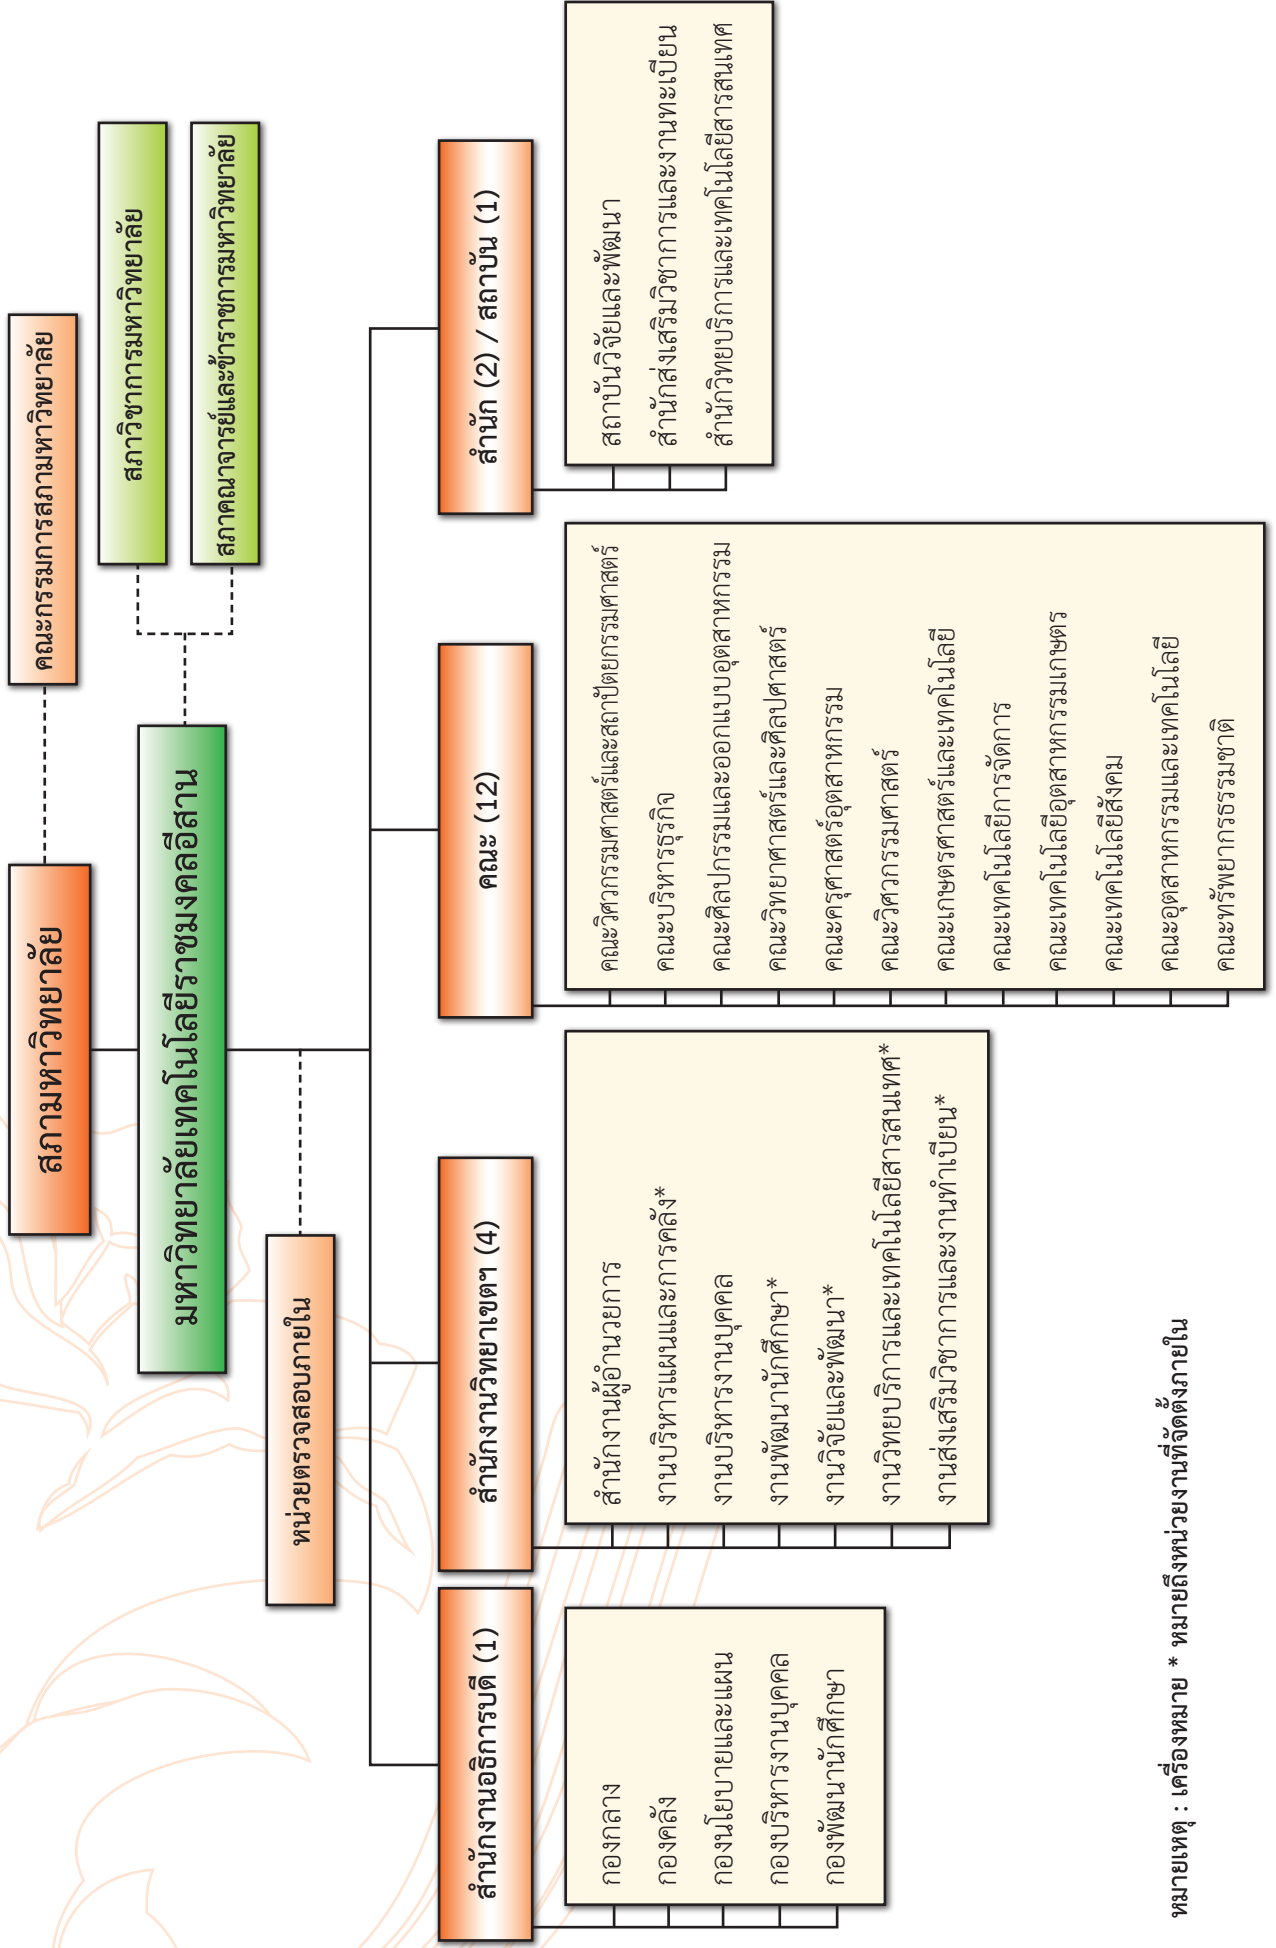 สภามหาวิทยาลัย
คณะกรรมการสภามหาวิทยาลัย
มหาวิทยาลัยเทคโนโลยีราชมงคลอีสาน
สภาวิชาการมหาวิทยาลัย
สภาคณาจารย์และข้าราชการมหาวิทยาลัย
หน่วยตรวจสอบภายใน
สำนักงานอธิการบดี (1)
กองกลาง
กองคลัง
กองนโยบายและแผน
กองบริหารงานบุคคล
กองพัฒนานักศึกษา
สำนักงานวิทยาเขตฯ (4)
สำนักงานผู้อำนวยการ
งานบริหารแผนและการคลัง*
งานบริหารงานบุคคล
งานพัฒนานักศึกษา*
งานวิจัยและพัฒนา*
งานวิทยบริการและเทคโนโลยีสารสนเทศ*
งานส่งเสริมวิชาการและงานทำเบียน*
คณะ (12)
คณะวิศวกรรมศาสตร์และสถาปัตยกรรมศาสตร์
คณะบริหารธุรกิจ
คณะศิลปกรรมและออกแบบอุตสาหกรรม
คณะวิทยาศาสตร์และศิลปศาสตร์
คณะครุศาสตร์อุตสาหกรรม
คณะวิศวกรรมศาสตร์
คณะเกษตรศาสตร์และเทคโนโลยี
คณะเทคโนโลยีการจัดการ
คณะเทคโนโลยีอุตสาหกรรมเกษตร
คณะเทคโนโลยีสังคม
คณะอุตสาหกรรมและเทคโนโลยี
คณะทรัพยากรธรรมชาติ
สำนัก (2) / สถาบัน (1)
สถาบันวิจัยและพัฒนา
สำนักส่งเสริมวิชาการและงานทะเบียน
สำนักวิทยบริการและเทคโนโลยีสารสนเทศ
หมายเหตุ : เครื่องหมาย * หมายถึงหน่วยงานที่จัดตั้งภายใน